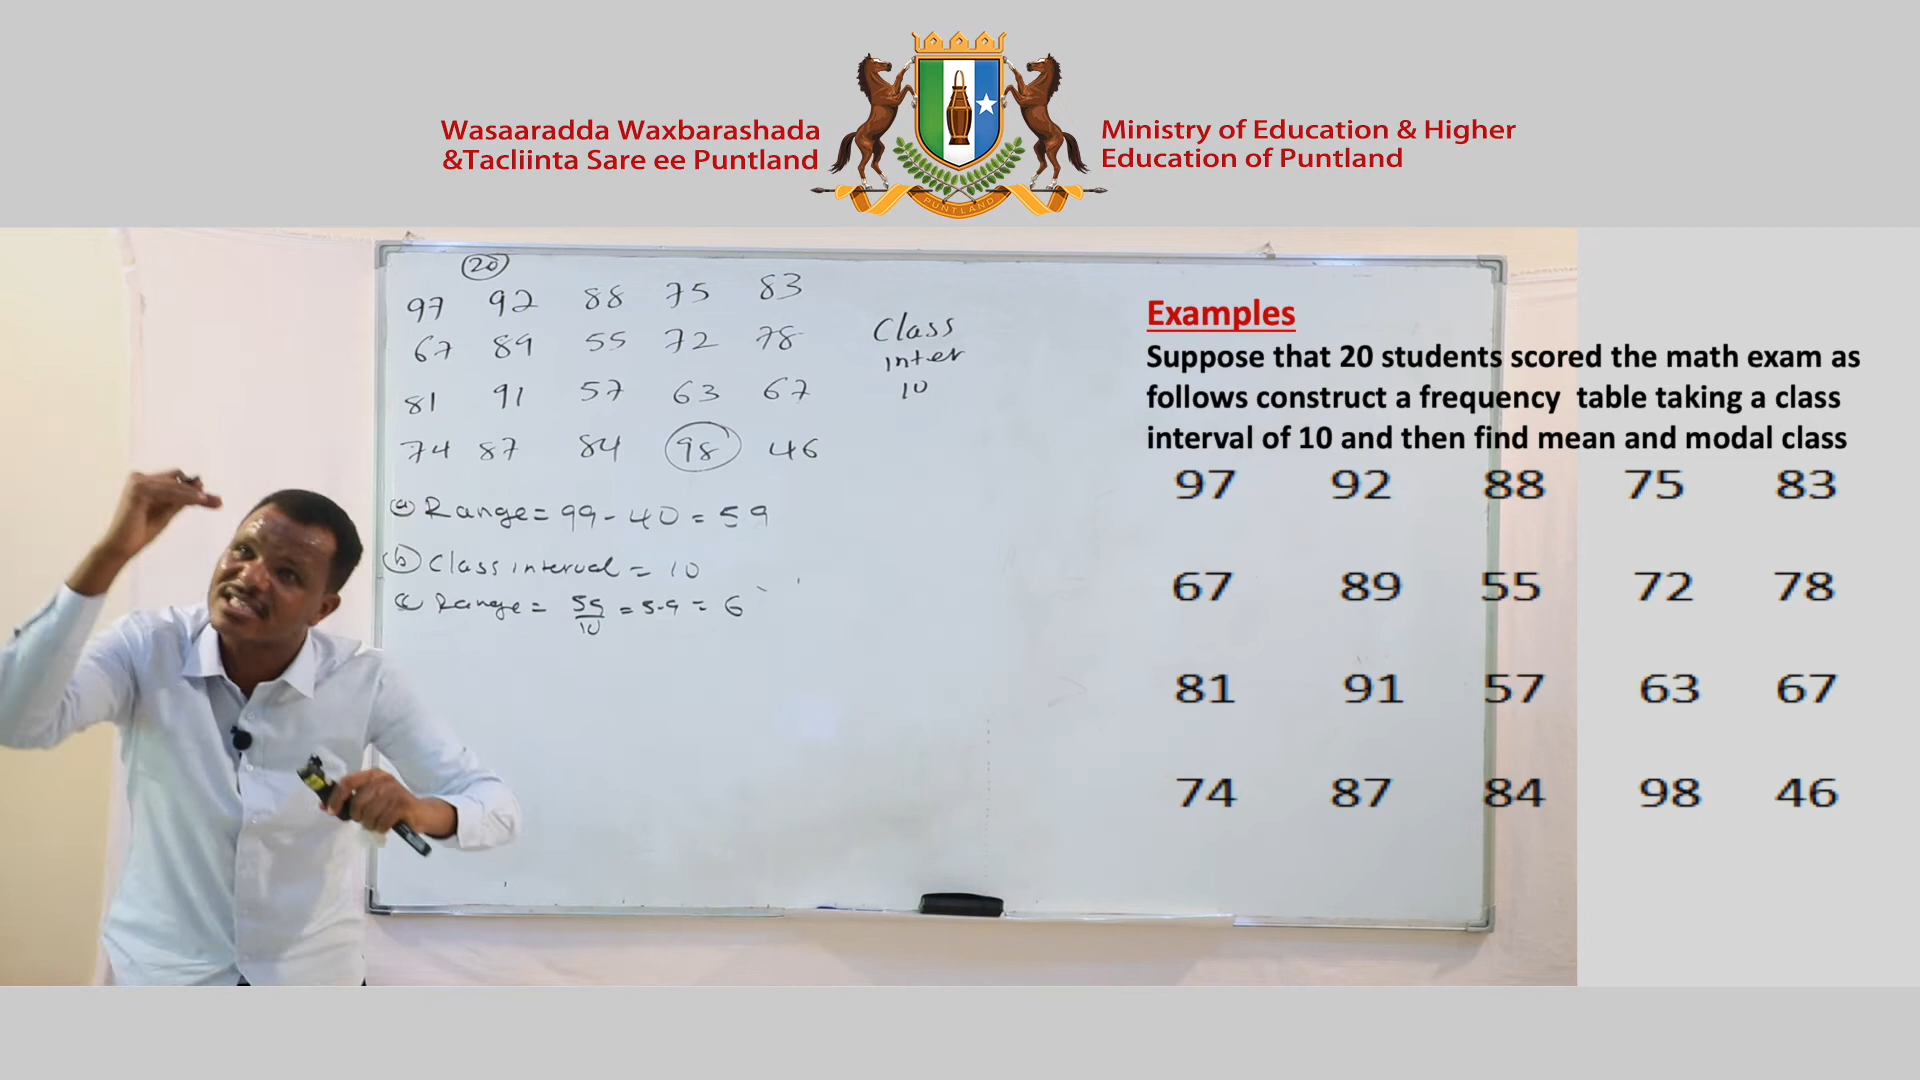 Wasaaradda Waxbarashada
&Tacliinta Sare ee Puntland
PUNTLAND
Ministry of Education & Higher
Education of Puntland
20
97 92 88 75 83
67 89 55 72 78
81 91 57 63 67
74 87 84 98 46
Class
inter
10
(a) Range = 99 - 40 = 59
(b) Class interval = 10
(c) Range = 59/10 = 5.9 = 6
Examples
Suppose that 20 students scored the math exam as
follows construct a frequency table taking a class
interval of 10 and then find mean and modal class
97 92 88 75 83
67 89 55 72 78
81 91 57 63 67
74 87 84 98 46